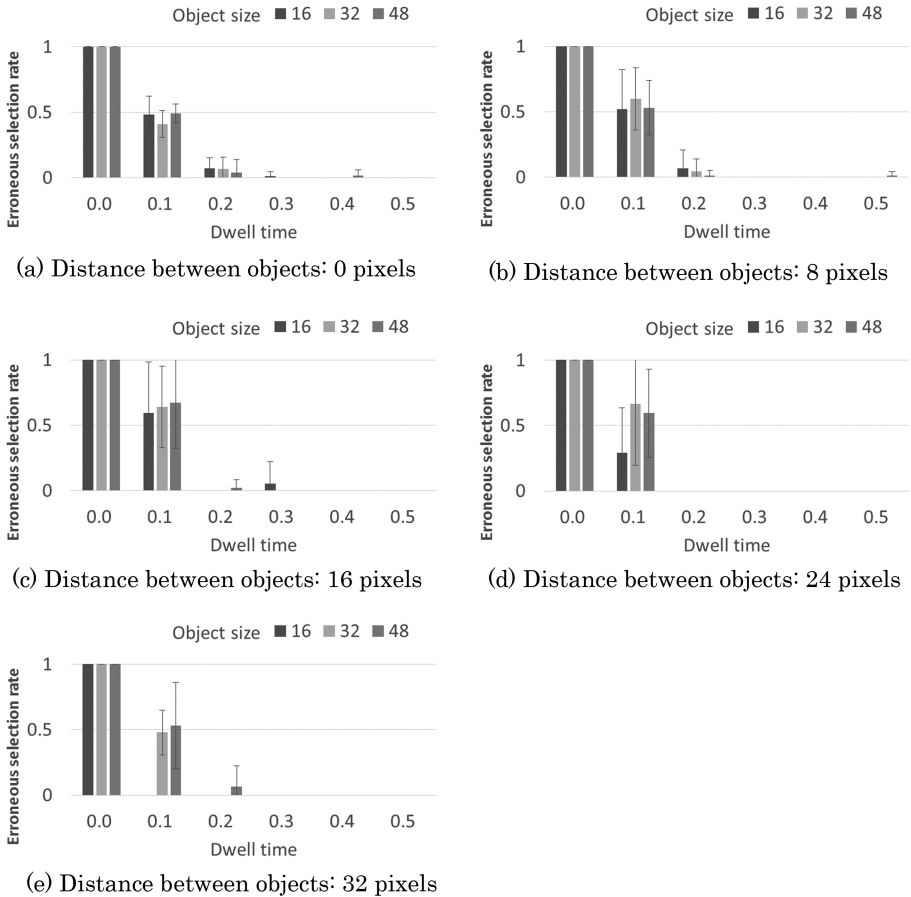 Object size 16 32 48
Erroneous selection rate
1
0.5
0
0.0 0.1 0.2 0.3 0.4 0.5
Dwell time
(a) Distance between objects: 0 pixels
Object size 16 32 48
Erroneous selection rate
1
0.5
0
0.0 0.1 0.2 0.3 0.4 0.5
Dwell time
(b) Distance between objects: 8 pixels
Object size 16 32 48
Erroneous selection rate
1
0.5
0
0.0 0.1 0.2 0.3 0.4 0.5
Dwell time
(c) Distance between objects: 16 pixels
Object size 16 32 48
Erroneous selection rate
1
0.5
0
0.0 0.1 0.2 0.3 0.4 0.5
Dwell time
(d) Distance between objects: 24 pixels
Object size 16 32 48
Erroneous selection rate
1
0.5
0
0.0 0.1 0.2 0.3 0.4 0.5
Dwell time
(e) Distance between objects: 32 pixels